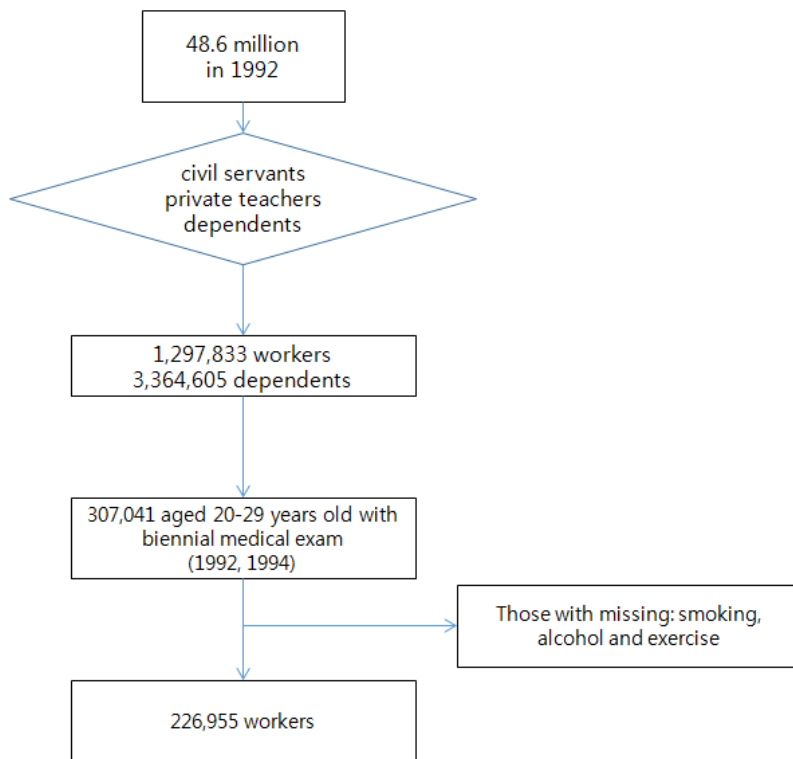 48.6 million
in 1992
civil servants
private teachers
dependents
1,297,833 workers
3,364,605 dependents
307,041 aged 20-29 years old with
biennial medical exam
(1992, 1994)
Those with missing: smoking,
alcohol and exercise
226,955 workers